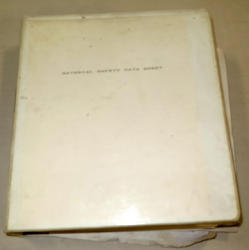 MATERIAL SAFETY DATA SHEET